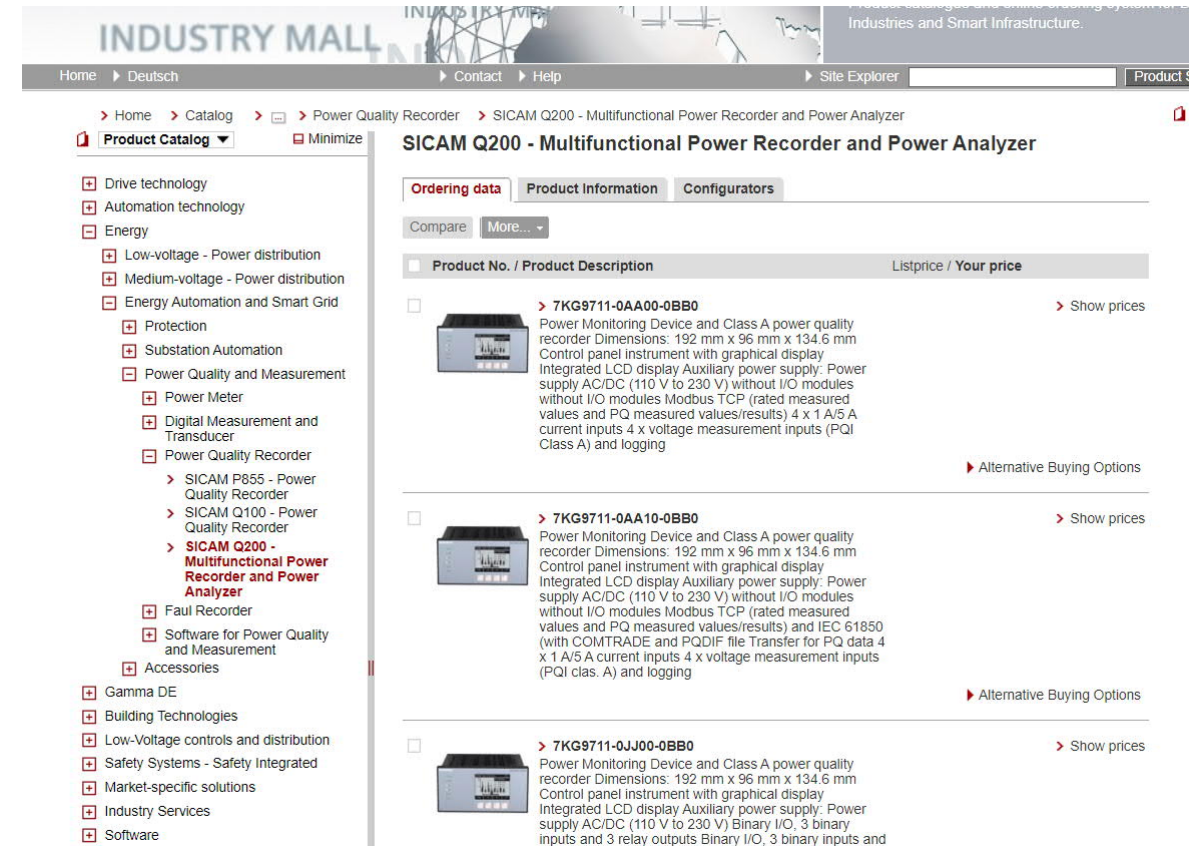 INDUSTRY MALL
INDUSTRY MALL
Product catalogue and online ordering system for
Industries and Smart Infrastructure.
Home Deutsch Contact Help Site Explorer Product S
> Home > Catalog > ... > Power Quality Recorder > SICAM Q200 - Multifunctional Power Recorder and Power Analyzer
Product Catalog ▼ Minimize
SICAM Q200 - Multifunctional Power Recorder and Power Analyzer
Drive technology
Automation technology
Energy
Low-voltage - Power distribution
Medium-voltage - Power distribution
Energy Automation and Smart Grid
Protection
Substation Automation
Power Quality and Measurement
Power Meter
Digital Measurement and
Transducer
Power Quality Recorder
> SICAM P855 - Power
Quality Recorder
> SICAM Q100 - Power
Quality Recorder
> SICAM Q200 -
Multifunctional Power
Recorder and Power
Analyzer
Faul Recorder
Software for Power Quality
and Measurement
Accessories
Gamma DE
Building Technologies
Low-Voltage controls and distribution
Safety Systems - Safety Integrated
Market-specific solutions
Industry Services
Software
Ordering data Product Information Configurators
Compare More...
Product No. / Product Description Listprice / Your price
> 7KG9711-0AA00-0BB0 > Show prices
Power Monitoring Device and Class A power quality
recorder Dimensions: 192 mm x 96 mm x 134.6 mm
Control panel instrument with graphical display
Integrated LCD display Auxiliary power supply: Power
supply AC/DC (110 V to 230 V) without I/O modules
without I/O modules Modbus TCP (rated measured
values and PQ measured values/results) 4 x 1 A/5 A
current inputs 4 x voltage measurement inputs (PQI
Class A) and logging
Alternative Buying Options
> 7KG9711-0AA10-0BB0 > Show prices
Power Monitoring Device and Class A power quality
recorder Dimensions: 192 mm x 96 mm x 134.6 mm
Control panel instrument with graphical display
Integrated LCD display Auxiliary power supply: Power
supply AC/DC (110 V to 230 V) without I/O modules
without I/O modules Modbus TCP (rated measured
values and PQ measured values/results) and IEC 61850
(with COMTRADE and PQDIF file Transfer for PQ data 4
x 1 A/5 A current inputs 4 x voltage measurement inputs
(PQI clas. A) and logging
Alternative Buying Options
> 7KG9711-0JJ00-0BB0 > Show prices
Power Monitoring Device and Class A power quality
recorder Dimensions: 192 mm x 96 mm x 134.6 mm
Control panel instrument with graphical display
Integrated LCD display Auxiliary power supply: Power
supply AC/DC (110 V to 230 V) Binary I/O, 3 binary
inputs and 3 relay outputs Binary I/O, 3 binary inputs and